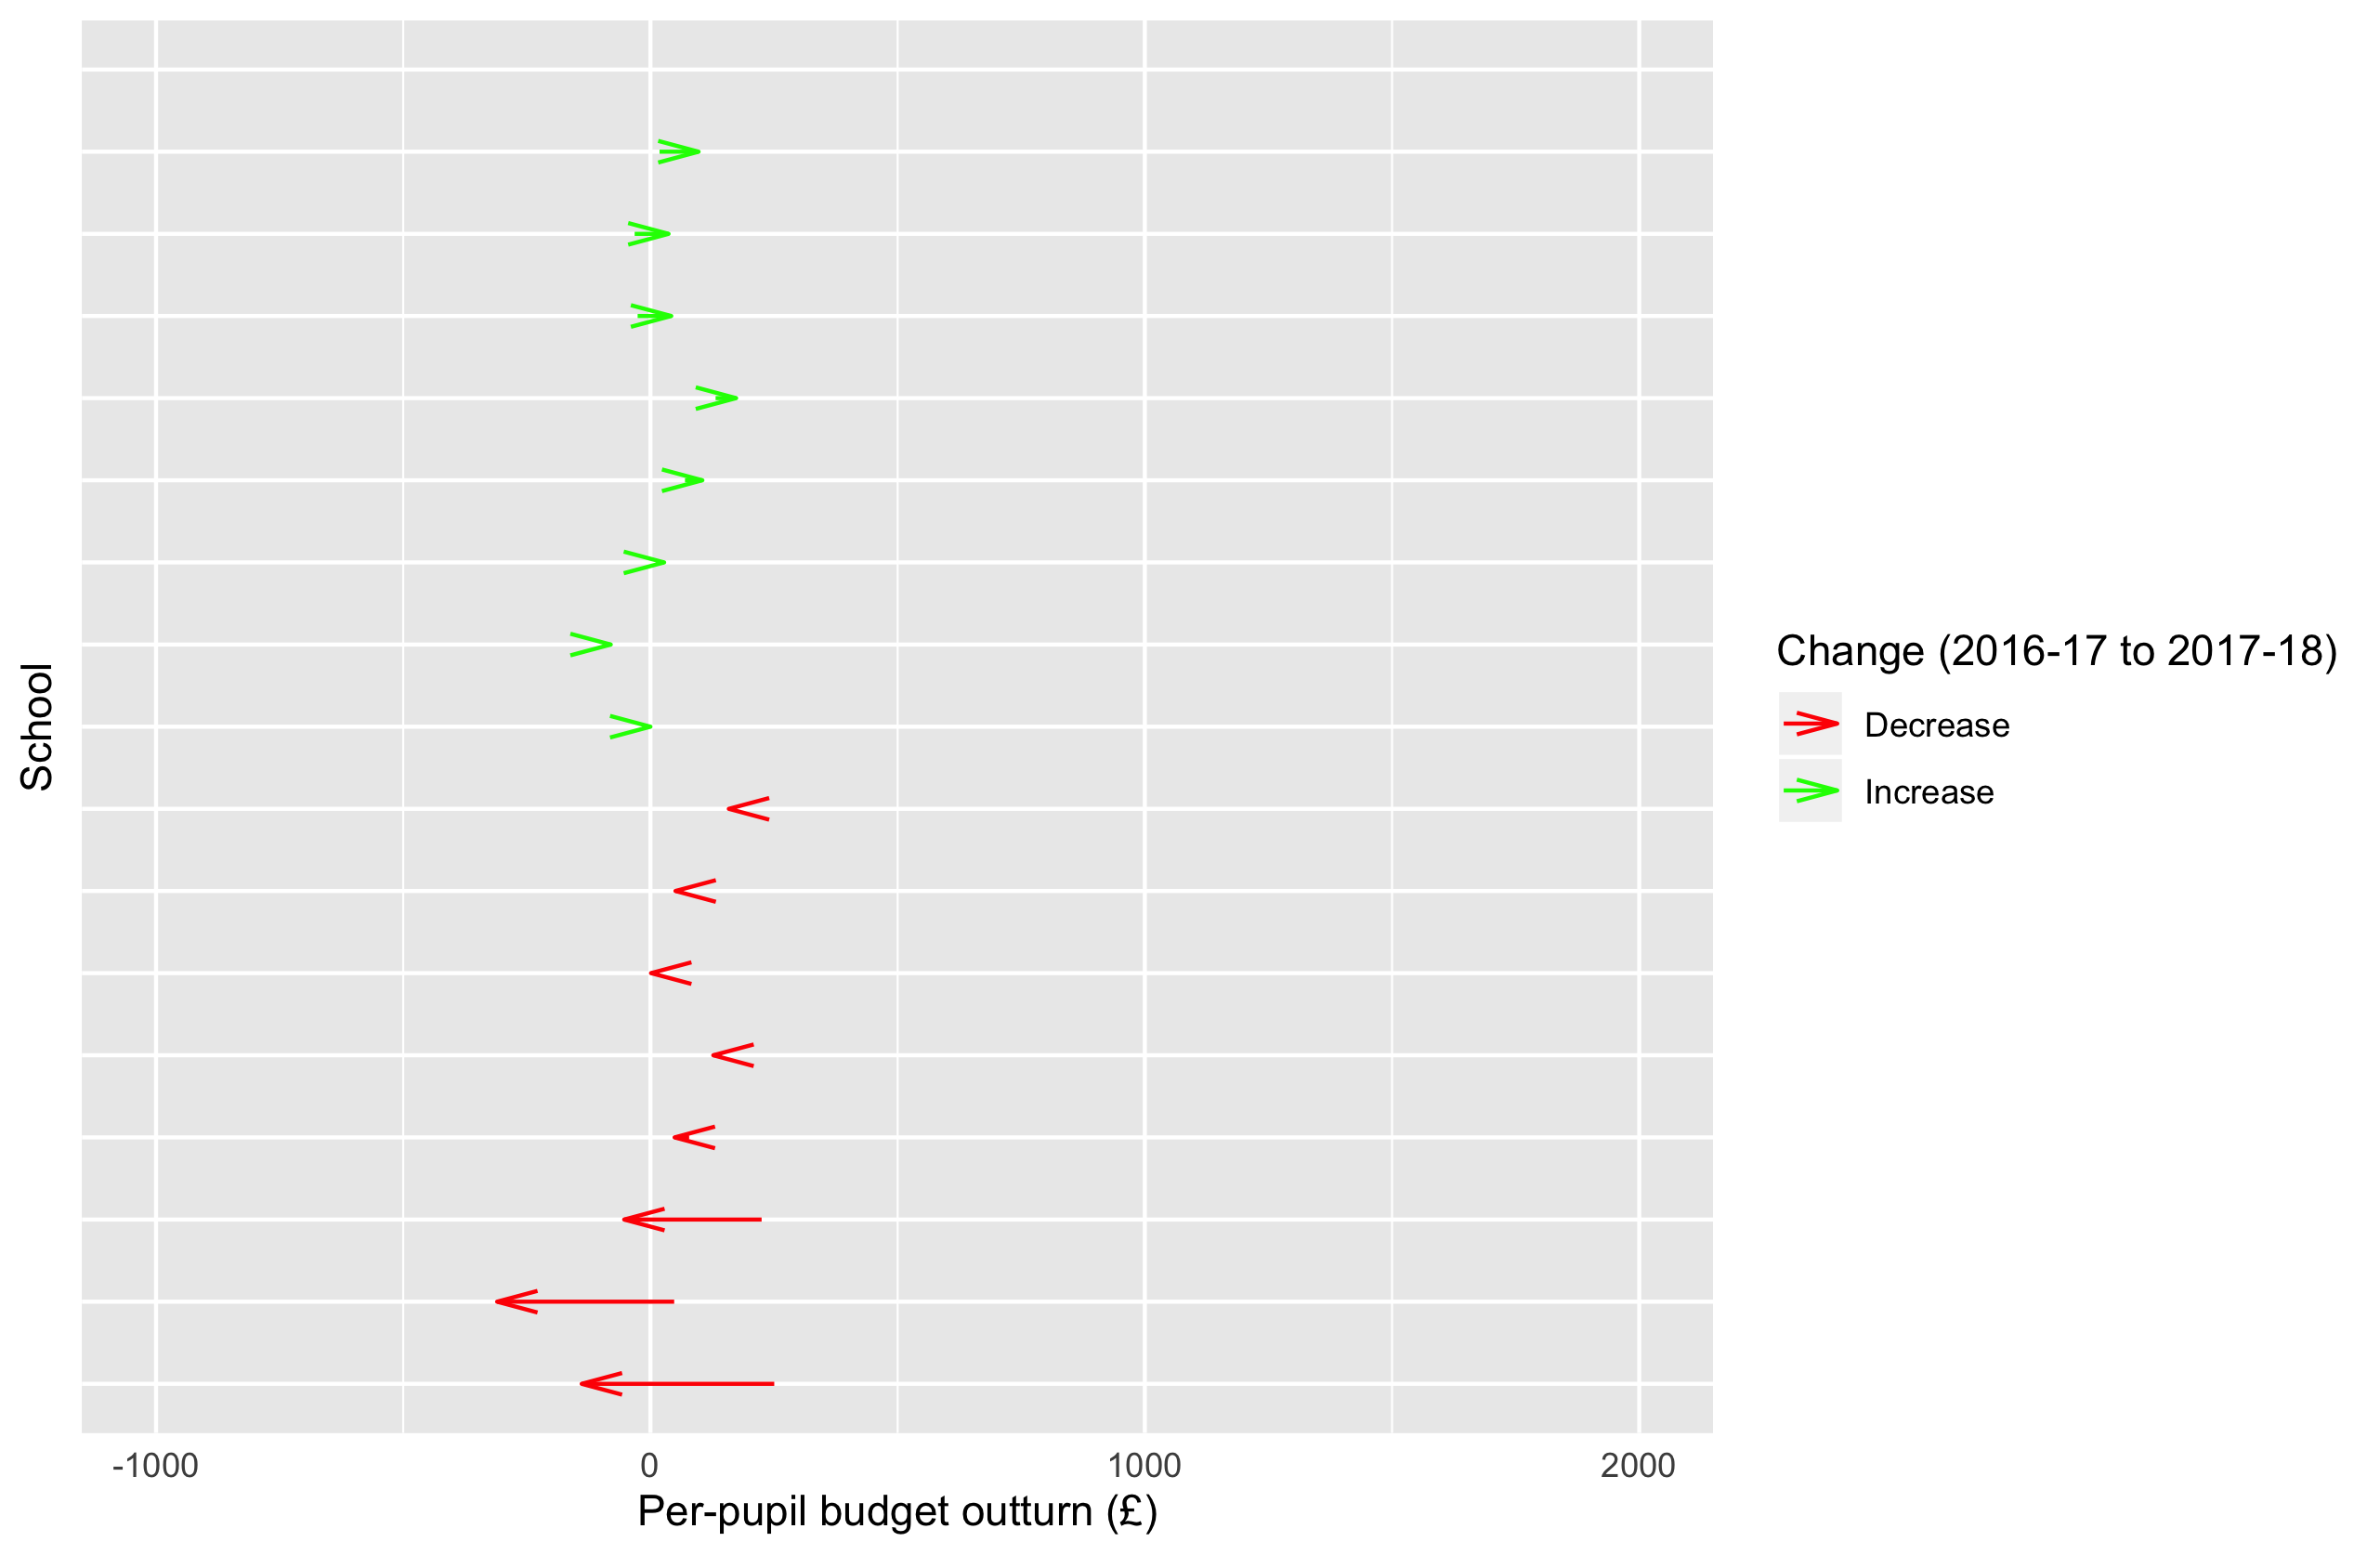 School
-1000
0
1000
2000
Per-pupil budget outturn (£)
Change (2016-17 to 2017-18)
Decrease
Increase